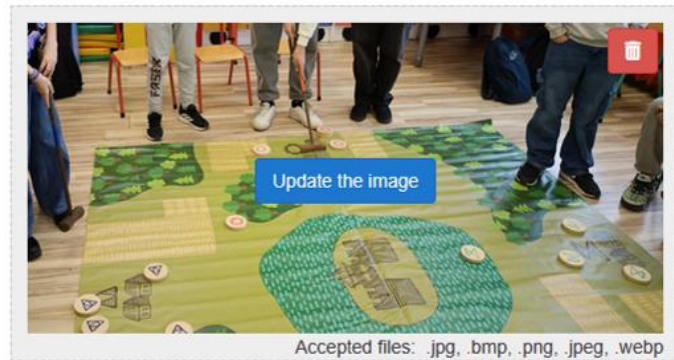 Update the image
Accepted files: .jpg, .bmp, .png, .jpeg, .webp